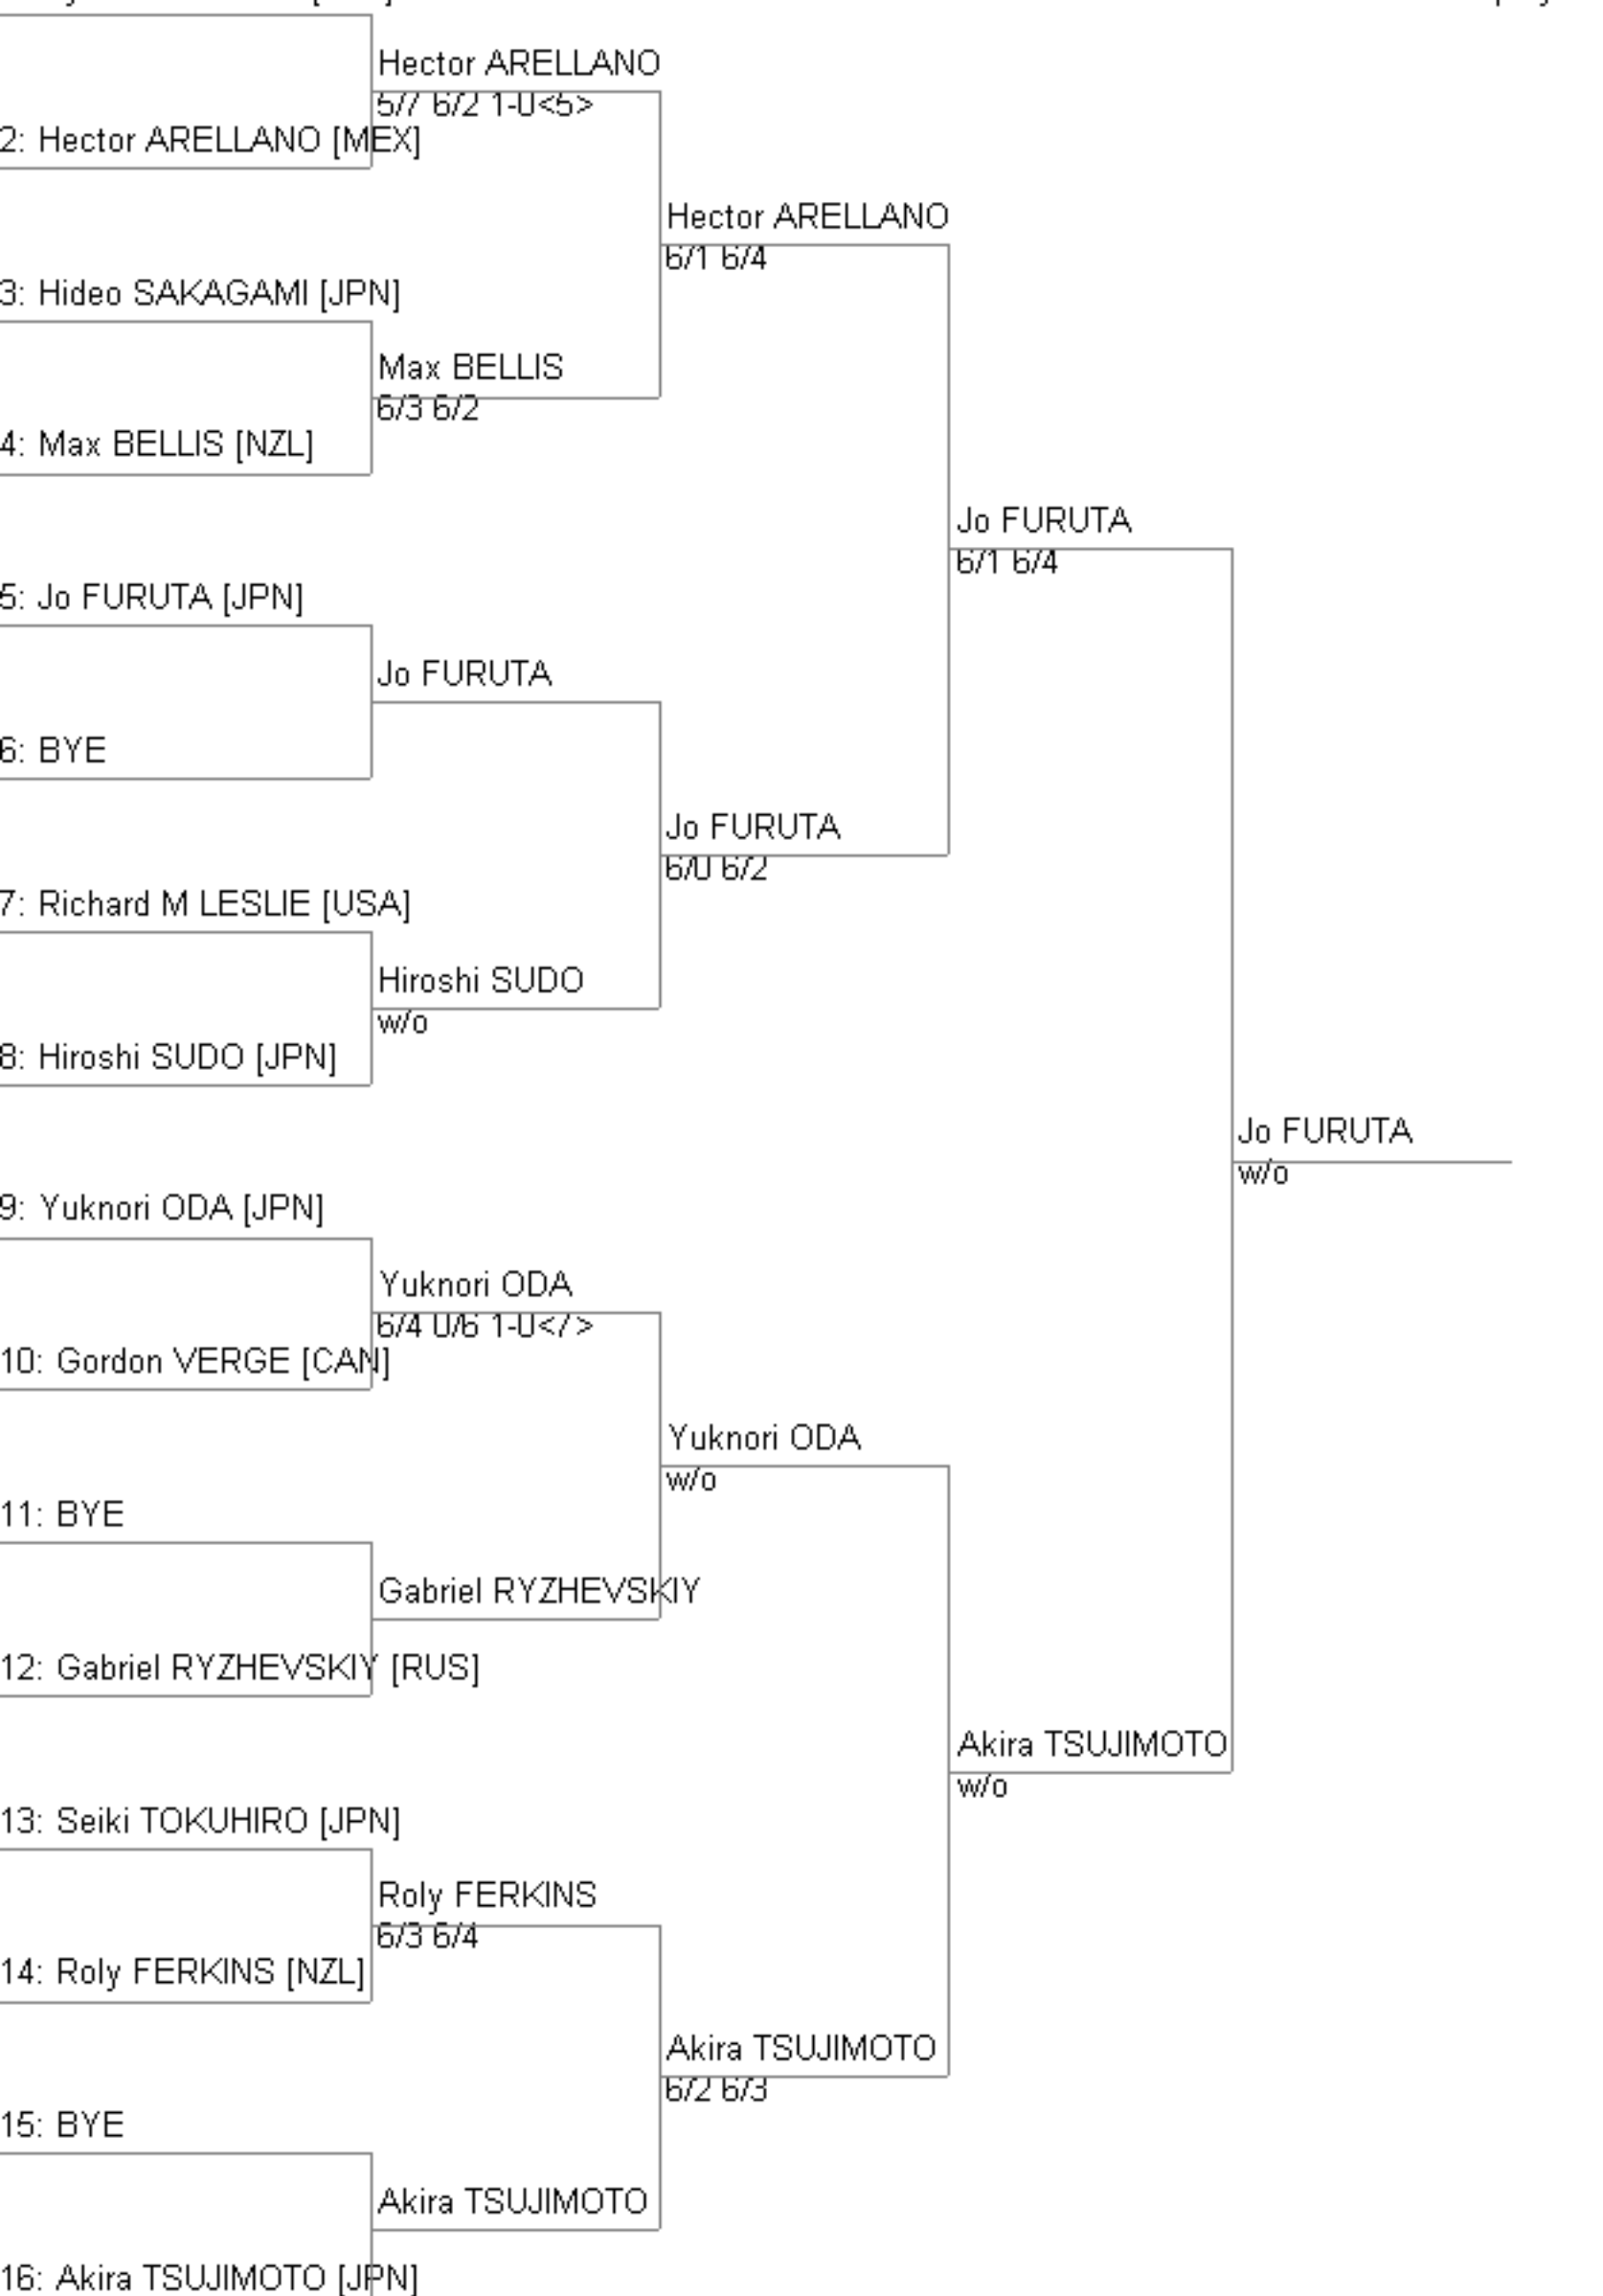 Hector ARELLANO
5/7 6/2 1-0<5>
2: Hector ARELLANO [MEX]
Hector ARELLANO
6/1 6/4
3: Hideo SAKAGAMI [JPN]
Max BELLIS
6/3 6/2
4: Max BELLIS [NZL]
Jo FURUTA
6/1 6/4
5: Jo FURUTA [JPN]
Jo FURUTA
6: BYE
Jo FURUTA
6/0 6/2
7: Richard M LESLIE [USA]
Hiroshi SUDO
w/o
8: Hiroshi SUDO [JPN]
Jo FURUTA
w/o
9: Yuknori ODA [JPN]
Yuknori ODA
6/4 0/6 1-0<7>
10: Gordon VERGE [CAN]
Yuknori ODA
w/o
11: BYE
Gabriel RYZHEVSKIY
12: Gabriel RYZHEVSKIY [RUS]
Akira TSUJIMOTO
w/o
13: Seiki TOKUHIRO [JPN]
Roly FERKINS
6/3 6/4
14: Roly FERKINS [NZL]
Akira TSUJIMOTO
6/2 6/3
15: BYE
Akira TSUJIMOTO
16: Akira TSUJIMOTO [JPN]